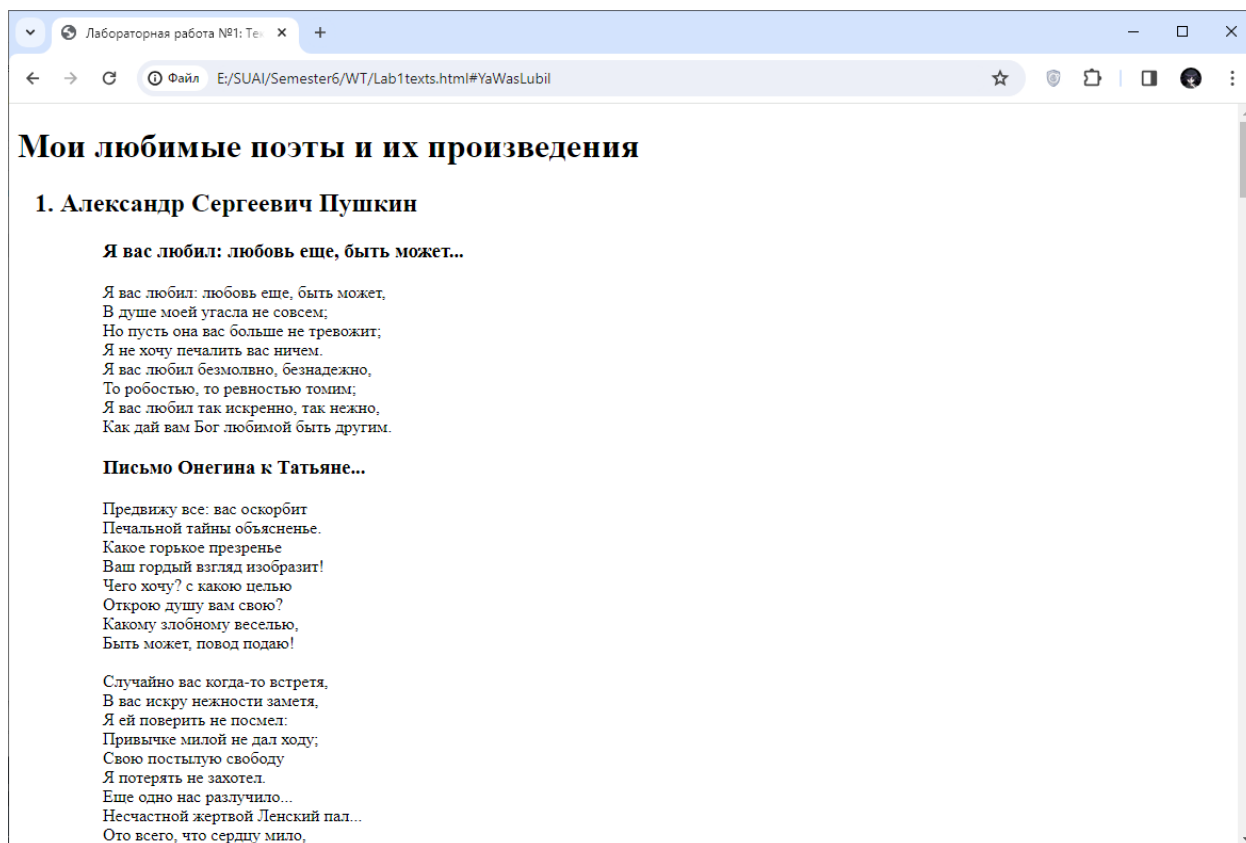 Лабораторная работа №1: Тек
Файл E:/SUAI/Semester6/WT/Lab1texts.html#YaWasLubil
Мои любимые поэты и их произведения
1. Александр Сергеевич Пушкин
Я вас любил: любовь еще, быть может...
Я вас любил: любовь еще, быть может,
В душе моей угасла не совсем;
Но пусть она вас больше не тревожит;
Я не хочу печалить вас ничем.
Я вас любил безмолвно, безнадежно,
То робостью, то ревностью томим;
Я вас любил так искренно, так нежно,
Как дай вам Бог любимой быть другим.
Письмо Онегина к Татьяне...
Предвижу все: вас оскорбит
Печальной тайны объясненье.
Какое горькое презренье
Ваш гордый взгляд изобразит!
Чего хочу? с какою целью
Открою душу вам свою?
Какому злобному веселью,
Быть может, повод подаю!
Случайно вас когда-то встретя,
В вас искру нежности заметя,
Я ей поверить не посмел:
Привычке милой не дал ходу;
Свою постылую свободу
Я потерять не захотел.
Еще одно нас разлучило...
Несчастной жертвой Ленский пал...
Ото всего, что сердцу мило,